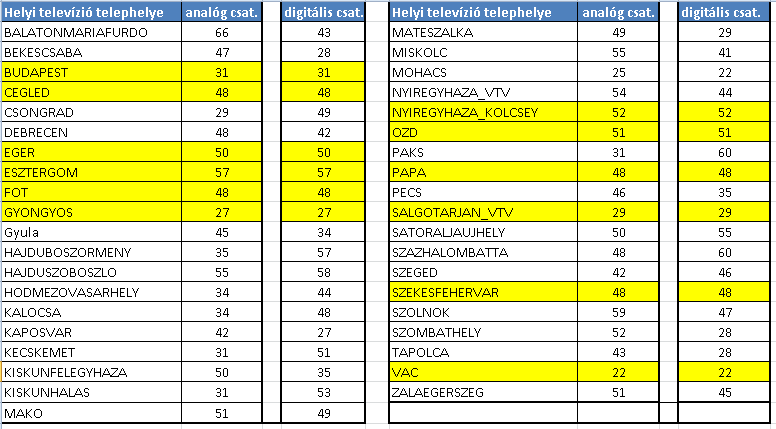 Helyi televízió telephelye analóg csat. digitális csat. Helyi televízió telephelye analóg csat. digitális csat.
BALATONMARIAFURDO 66 43 MATESZALKA 49 29
BEKESCSABA 47 28 MISKOLC 55 41
BUDAPEST 31 31 MOHACS 25 22
CEGLED 48 48 NYIREGYHAZA_VTV 54 44
CSONGRAD 29 49 NYIREGYHAZA_KOLCSEY 52 52
DEBRECEN 48 42 OZD 51 51
EGER 50 50 PAKS 31 60
ESZTERGOM 57 57 PAPA 48 48
FOT 48 48 PECS 46 35
GYONGYOS 27 27 SALGOTARJAN_VTV 29 29
Gyula 45 34 SATORALJAUJHELY 50 55
HAJDUBOSZORMENY 35 57 SZAZHALOMBATTA 48 60
HAJDUSZOBOSZLO 55 58 SZEGED 42 46
HODMEZOVASARHELY 34 44 SZEKESFEHERVAR 48 48
KALOCSA 34 48 SZOLNOK 59 47
KAPOSVAR 42 27 SZOMBATHELY 52 28
KECSKEMET 31 51 TAPOLCA 43 28
KISKUNFELEGYHAZA 50 35 VAC 22 22
KISKUNHALAS 31 53 ZALAEGERSZEG 51 45
MAKO 51 49